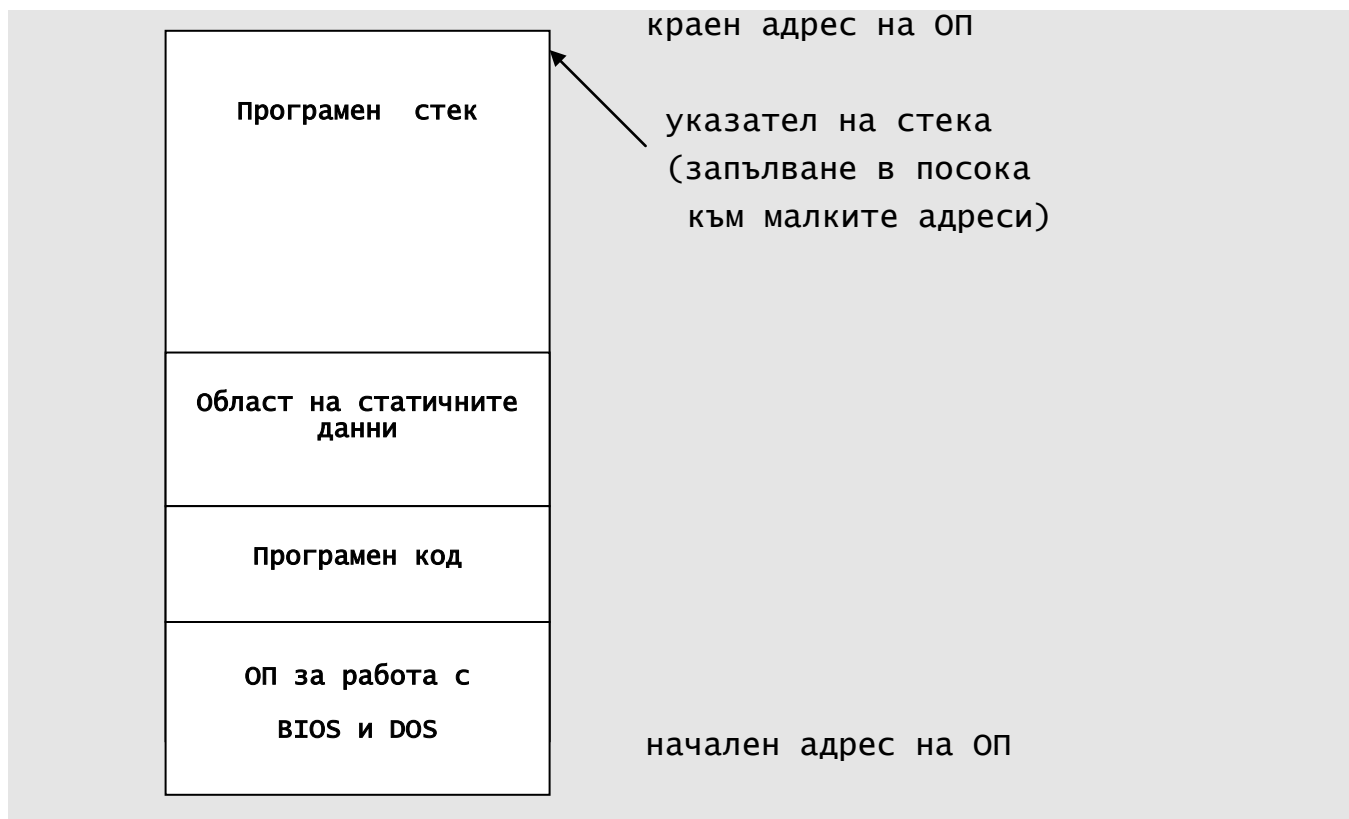 краен адрес на ОП
Програмен стек
указател на стека
(запълване в посока
към малките адреси)
Област на статичните
данни
Програмен код
ОП за работа с
BIOS и DOS
начален адрес на ОП